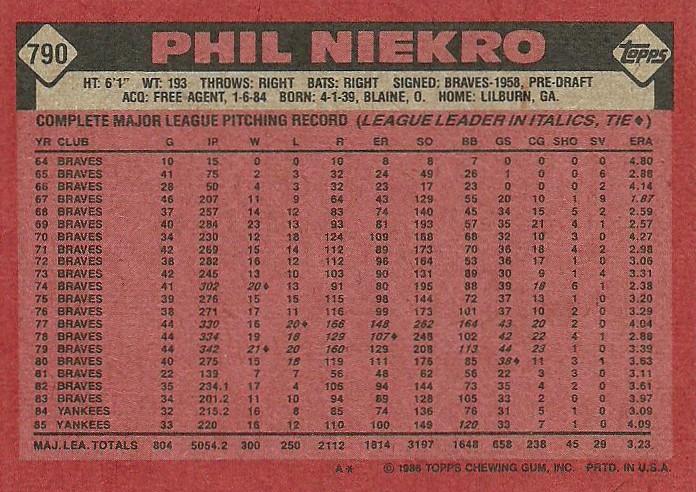 790 PHIL NIEKRO topps
HT: 6'1" WT: 193 THROWS: RIGHT BATS: RIGHT SIGNED: BRAVES-1958, PRE-DRAFT
ACQ: FREE AGENT, 1-6-84 BORN: 4-1-39, BLAINE, O. HOME: LILBURN, GA.
COMPLETE MAJOR LEAGUE PITCHING RECORD (LEAGUE LEADER IN ITALICS, TIE♦)
YR CLUB G IP W L R ER SO BB GS CG SHO SV ERA
64 BRAVES 10 15 0 0 10 8 8 7 0 0 0 0 4.80
65 BRAVES 41 75 2 3 32 24 49 26 1 0 0 6 2.88
66 BRAVES 28 50 4 3 32 23 17 23 0 0 0 2 4.14
67 BRAVES 46 207 11 9 64 43 129 55 20 10 1 9 1.87
68 BRAVES 37 257 14 12 83 74 140 45 34 15 5 2 2.59
69 BRAVES 40 284 23 13 93 81 193 57 35 21 4 1 2.57
70 BRAVES 34 230 12 18 124 109 168 68 32 10 3 0 4.27
71 BRAVES 42 269 15 14 112 89 173 70 36 18 4 2 2.98
72 BRAVES 38 282 16 12 112 96 164 53 36 17 1 0 3.06
73 BRAVES 42 245 13 10 103 90 131 89 30 9 1 4 3.31
74 BRAVES 41 302 20♦ 13 91 80 195 88 39 18 6 1 2.38
75 BRAVES 39 276 15 15 115 98 144 72 37 13 1 0 3.20
76 BRAVES 38 271 17 11 116 99 173 101 37 10 2 0 3.29
77 BRAVES 44 330 16 20♦ 166 148 262 164 43 20 2 0 4.04
78 BRAVES 44 334 19 18 129 107♦ 248 102 42 22 4 1 2.88
79 BRAVES 44 342 21♦ 20 160 129 208 113 44 23 1 0 3.39
80 BRAVES 40 275 15 18 119 111 176 85 38♦ 11 3 1 3.63
81 BRAVES 22 139 7 7 56 48 62 56 22 3 3 0 3.11
82 BRAVES 35 234.1 17 4 106 94 144 73 35 4 2 0 3.61
83 BRAVES 34 201.2 11 10 94 89 128 105 33 2 0 0 3.97
84 YANKEES 32 215.2 16 8 85 74 136 76 31 5 1 0 3.09
85 YANKEES 33 220 16 12 110 100 149 120 33 7 1 0 4.09
MAJ.LEA. TOTALS 804 5054.2 300 250 2112 1814 3197 1648 658 238 45 29 3.23
A* © 1986 TOPPS CHEWING GUM, INC. PRTD. IN U.S.A.